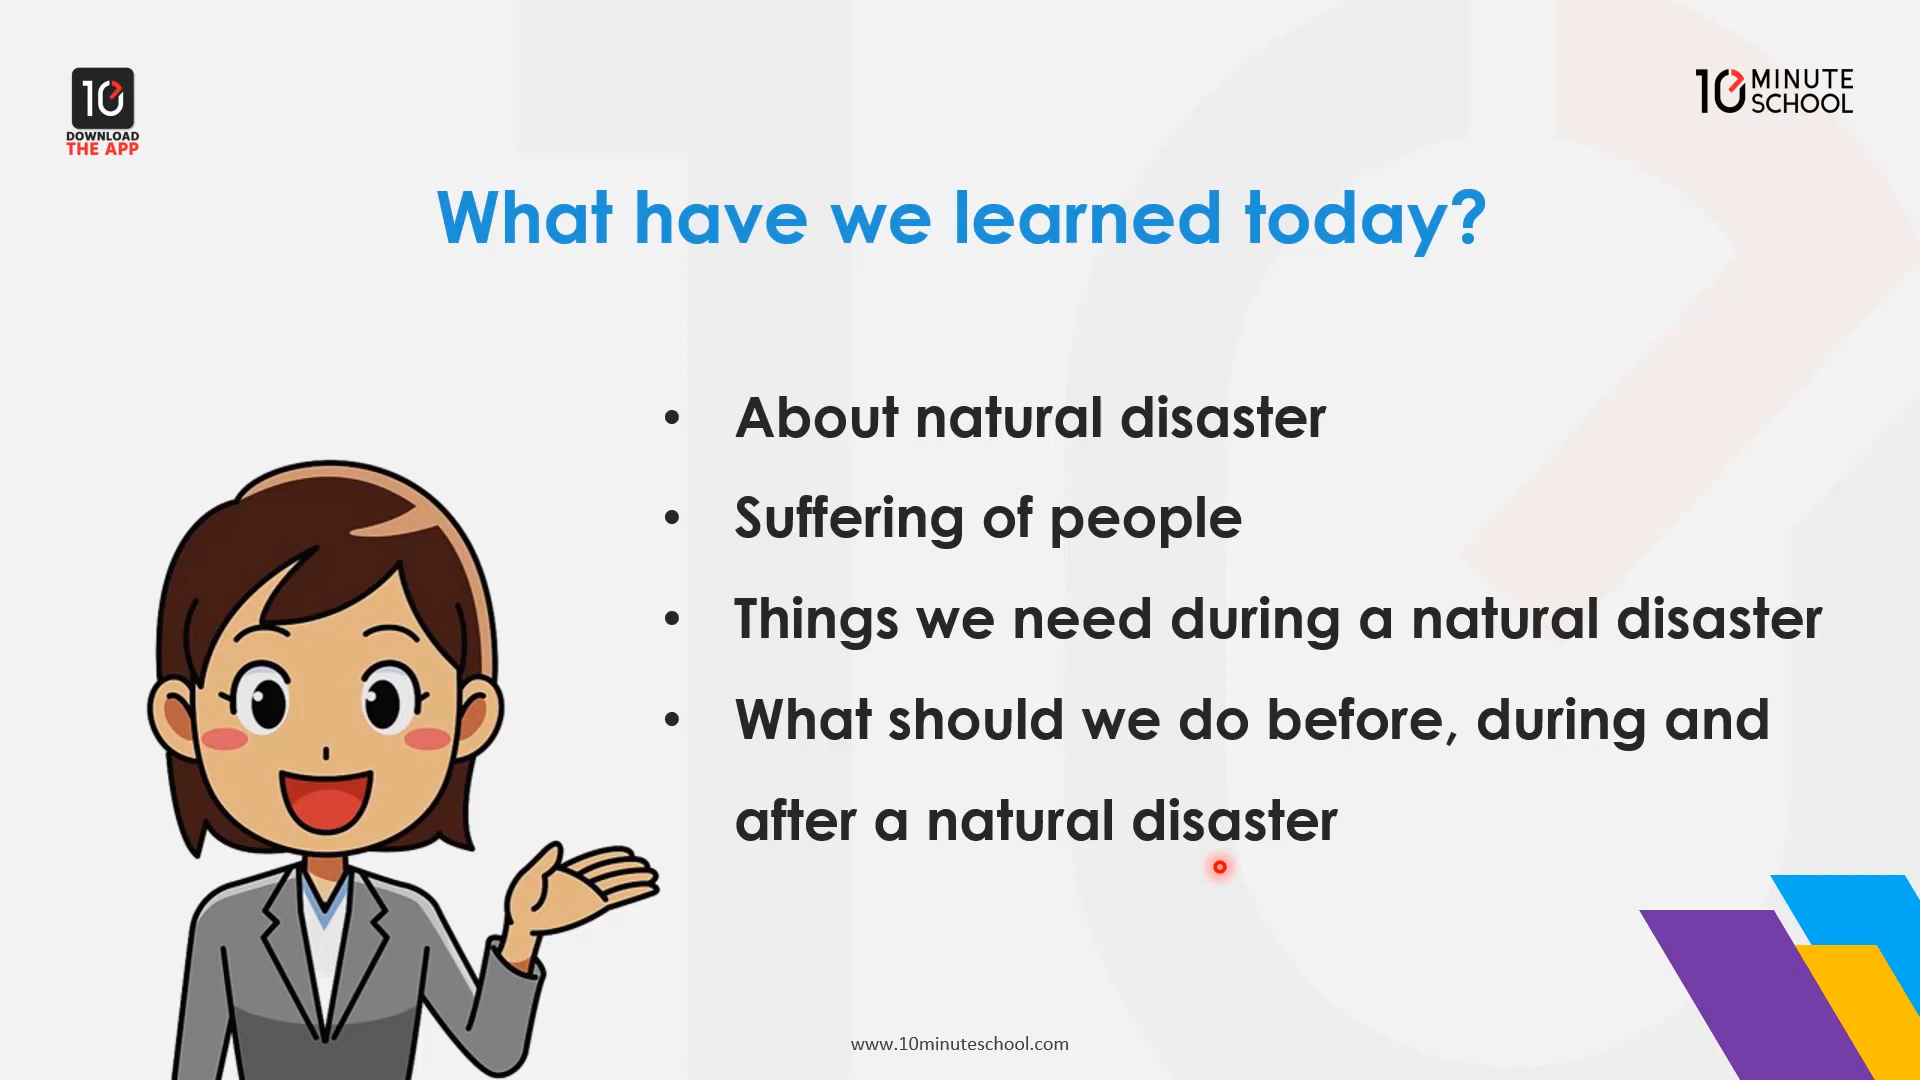 10
DOWNLOAD
THE APP
10 MINUTE
SCHOOL
What have we learned today?
• About natural disaster
• Suffering of people
• Things we need during a natural disaster
• What should we do before, during and
after a natural disaster
www.10minuteschool.com